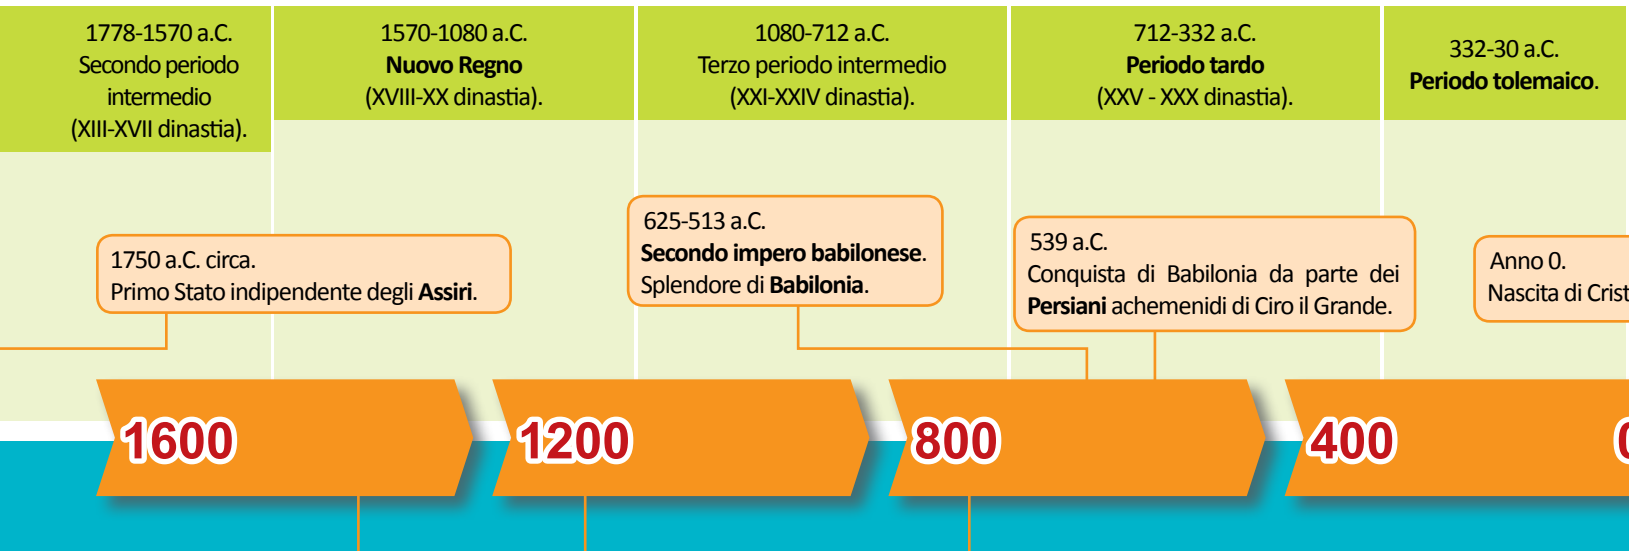 1778-1570 a.C.
Secondo periodo
intermedio
(XIII-XVII dinastia).
1570-1080 a.C.
Nuovo Regno
(XVIII-XX dinastia).
1080-712 a.C.
Terzo periodo intermedio
(XXI-XXIV dinastia).
712-332 a.C.
Periodo tardo
(XXV - XXX dinastia).
332-30 a.C.
Periodo tolemaico.
1750 a.C. circa.
Primo Stato indipendente degli Assiri.
625-513 a.C.
Secondo impero babilonese.
Splendore di Babilonia.
539 a.C.
Conquista di Babilonia da parte dei
Persiani achemenidi di Ciro il Grande.
Anno 0.
Nascita di Crist
1600
1200
800
400
0